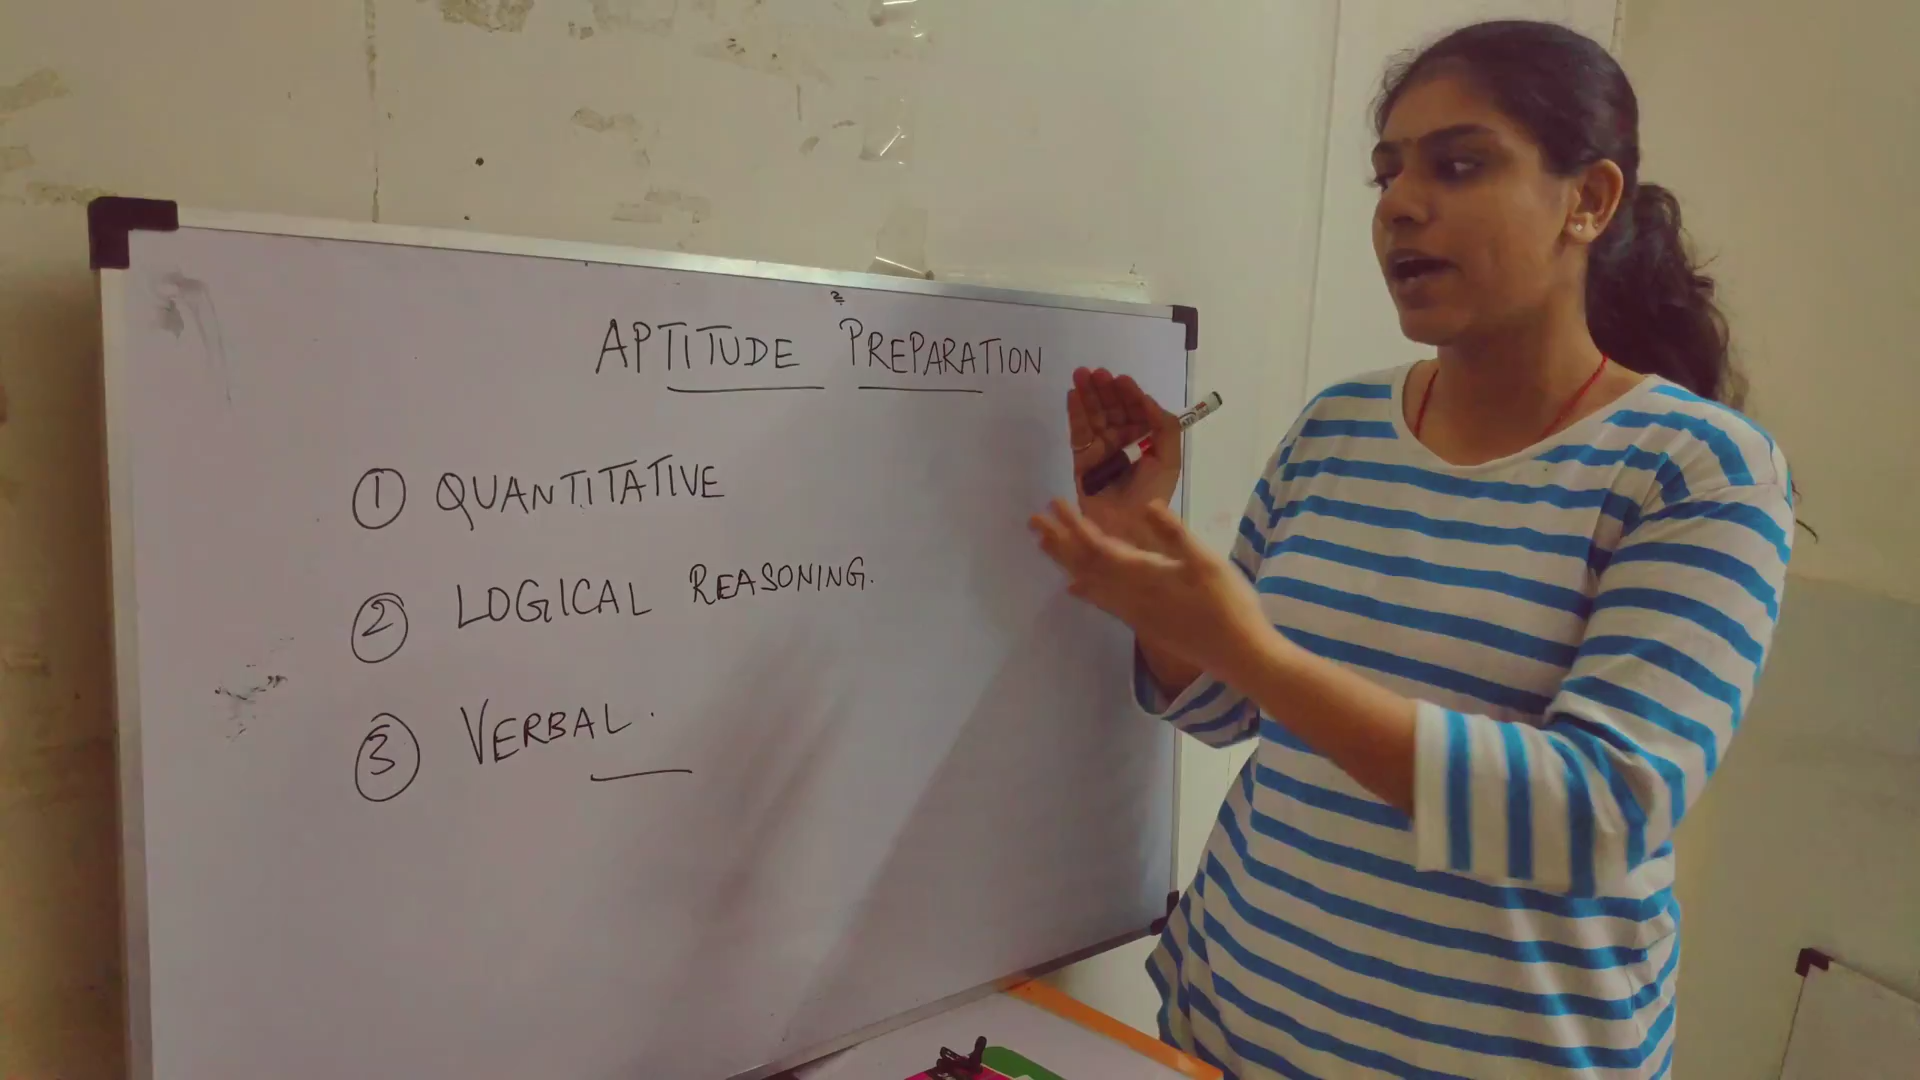 APTITUDE PREPARATION
① QUANTITATIVE
② LOGICAL REASONING.
③ VERBAL.